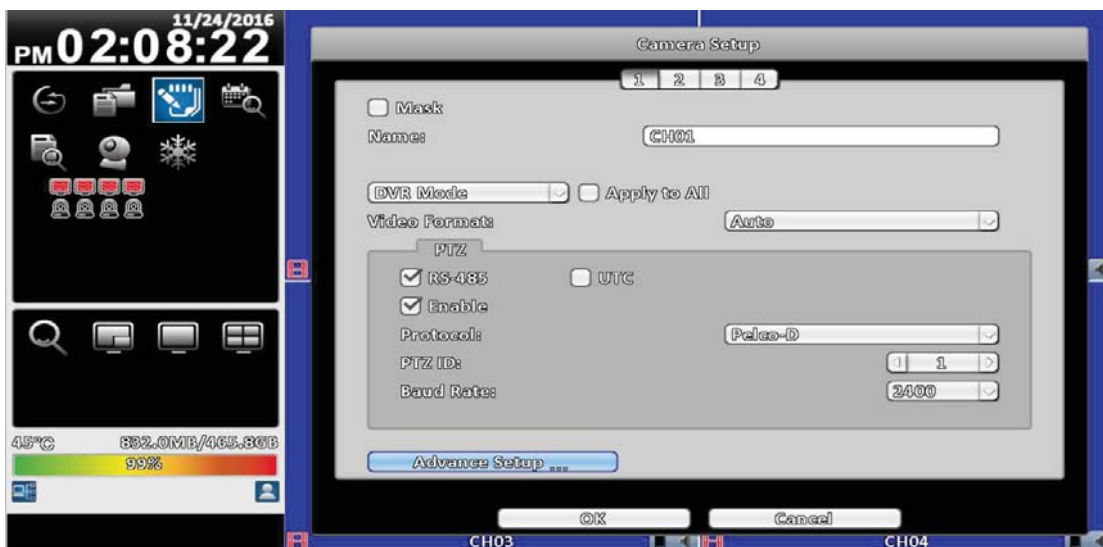 11/24/2016
PM 02:08:22
45°C 832.0MB/465.8GB
99%
Camera Setup
1 2 3 4
Mask
Name: CH01
DVR Mode Apply to All
Video Format: Auto
PTZ
RS-485 UTC
Enable
Protocol: Pelco-D
PTZ ID: 1
Baud Rate: 2400
Advance Setup ...
OK Cancel
CH03 CH04